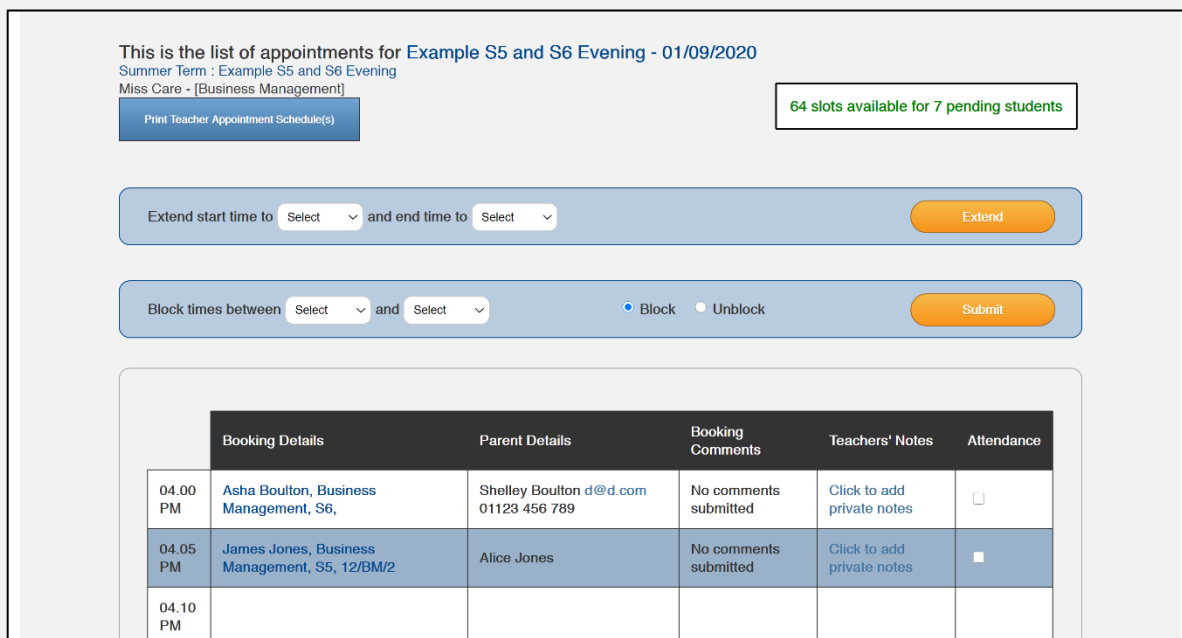 This is the list of appointments for Example S5 and S6 Evening - 01/09/2020
Summer Term : Example S5 and S6 Evening
Miss Care - [Business Management]
Print Teacher Appointment Schedule(s)
64 slots available for 7 pending students
Extend start time to Select and end time to Select Extend
Block times between Select and Select Block Unblock Submit
Booking Details Parent Details Booking Comments Teachers' Notes Attendance
04.00 PM
Asha Boulton, Business
Management, S6,
Shelley Boulton d@d.com
01123 456 789
No comments
submitted
Click to add
private notes
04.05 PM
James Jones, Business
Management, S5, 12/BM/2
Alice Jones
No comments
submitted
Click to add
private notes
04.10
PM